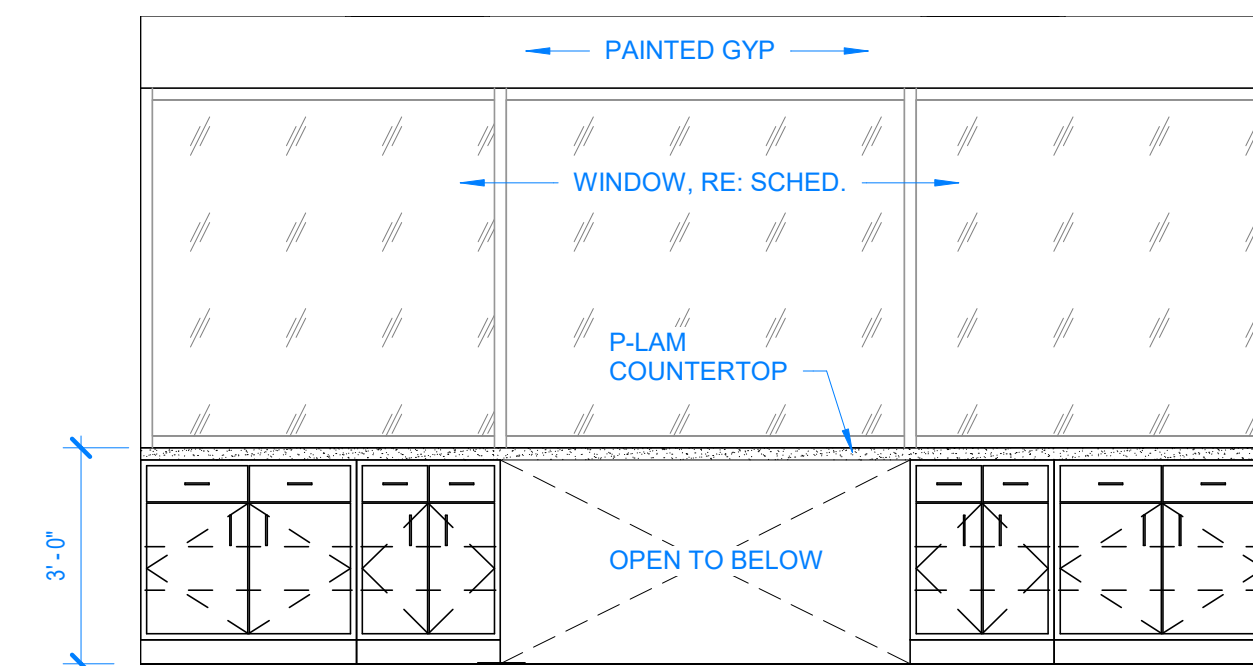 PAINTED GYP
WINDOW, RE: SCHED.
P-LAM
COUNTERTOP
3' - 0"
OPEN TO BELOW